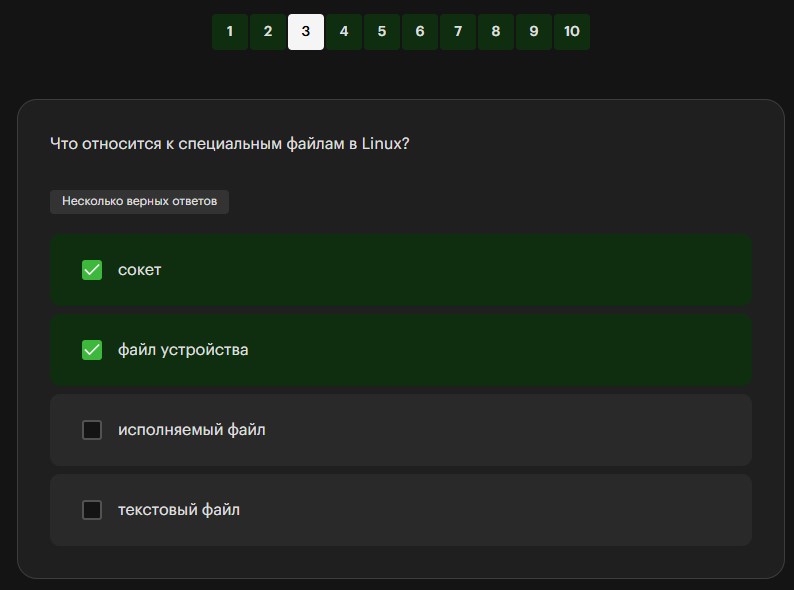 1 2 3 4 5 6 7 8 9 10
Что относится к специальным файлам в Linux?
Несколько верных ответов
сокет
файл устройства
исполняемый файл
текстовый файл